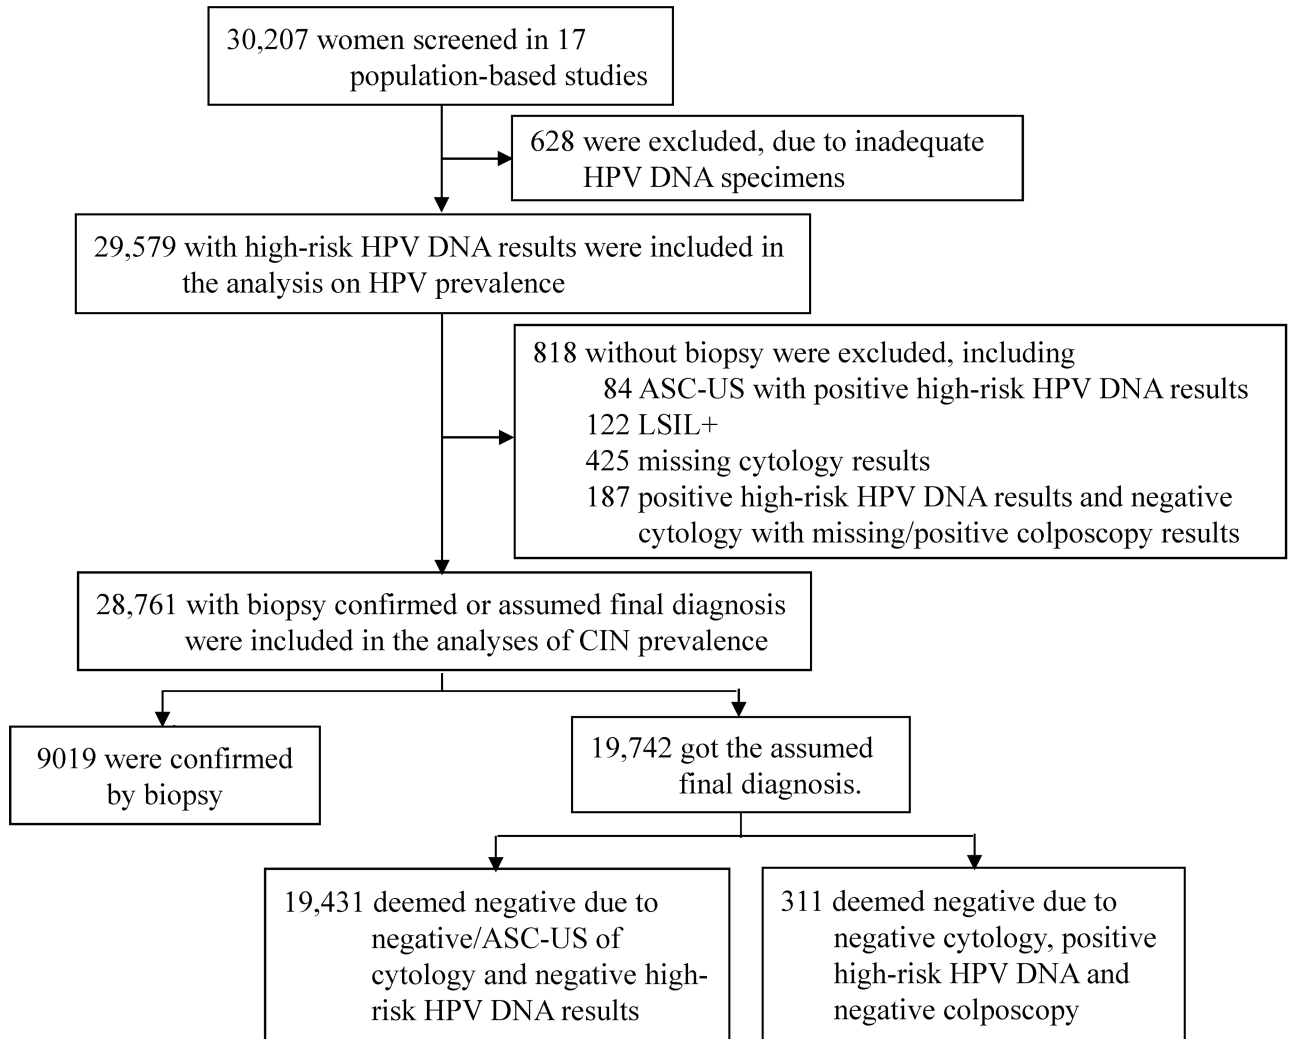 30,207 women screened in 17
population-based studies
628 were excluded, due to inadequate
HPV DNA specimens
29,579 with high-risk HPV DNA results were included in
the analysis on HPV prevalence
818 without biopsy were excluded, including
84 ASC-US with positive high-risk HPV DNA results
122 LSIL+
425 missing cytology results
187 positive high-risk HPV DNA results and negative
cytology with missing/positive colposcopy results
28,761 with biopsy confirmed or assumed final diagnosis
were included in the analyses of CIN prevalence
9019 were confirmed
by biopsy
19,742 got the assumed
final diagnosis.
19,431 deemed negative due to
negative/ASC-US of
cytology and negative high-
risk HPV DNA results
311 deemed negative due to
negative cytology, positive
high-risk HPV DNA and
negative colposcopy